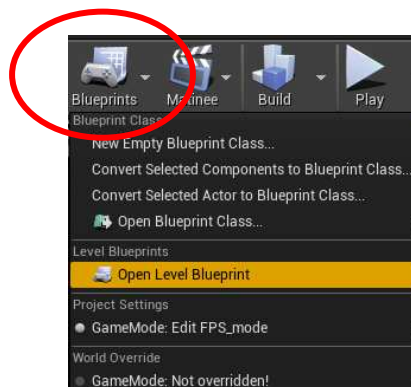 Blueprints Matinee Build Play
Blueprint Class
New Empty Blueprint Class...
Convert Selected Components to Blueprint Class...
Convert Selected Actor to Blueprint Class...
Open Blueprint Class...
Level Blueprints
Open Level Blueprint
Project Settings
GameMode: Edit FPS_mode
World Override
GameMode: Not overridden!